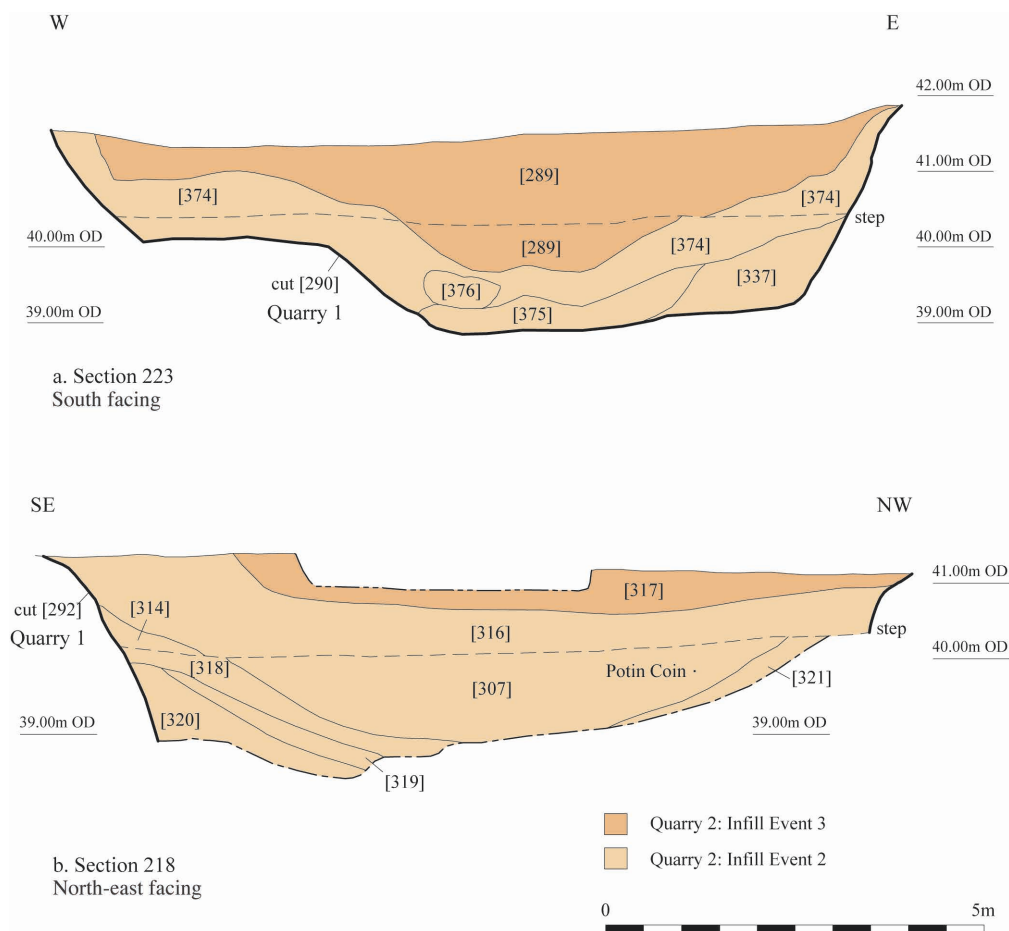 W
E
42.00m OD
41.00m OD
[289]
[374]
[374]
step
40.00m OD
[289]
[374]
40.00m OD
cut [290]
[376]
[337]
Quarry 1
[375]
39.00m OD
39.00m OD
a. Section 223
South facing
SE
NW
41.00m OD
[317]
cut [292]
[314]
Quarry 1
[316]
step
40.00m OD
[318]
Potin Coin
[307]
[321]
[320]
39.00m OD
39.00m OD
[319]
Quarry 2: Infill Event 3
Quarry 2: Infill Event 2
b. Section 218
North-east facing
0
5m